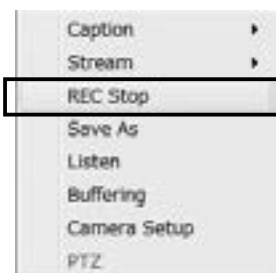 Caption
Stream
REC Stop
Save As
Listen
Buffering
Camera Setup
PTZ